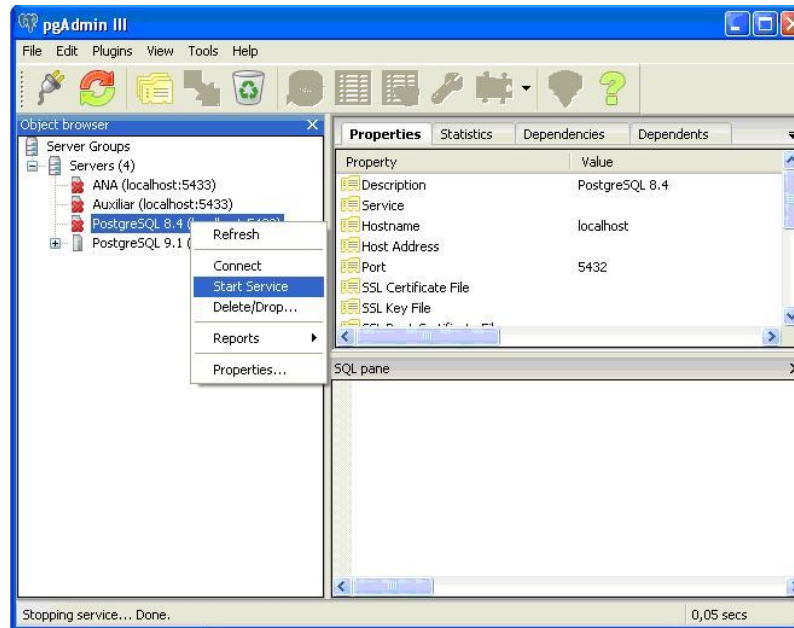 pgAdmin III
File Edit Plugins View Tools Help
Object browser
Server Groups
Servers (4)
ANA (localhost:5433)
Auxiliar (localhost:5433)
PostgreSQL 8.4
PostgreSQL 9.1 (
Refresh
Connect
Start Service
Delete/Drop...
Reports
Properties...
Properties Statistics Dependencies Dependents
Property Value
Description PostgreSQL 8.4
Service
Hostname localhost
Host Address
Port 5432
SSL Certificate File
SSL Key File
SQL pane
Stopping service... Done. 0,05 secs